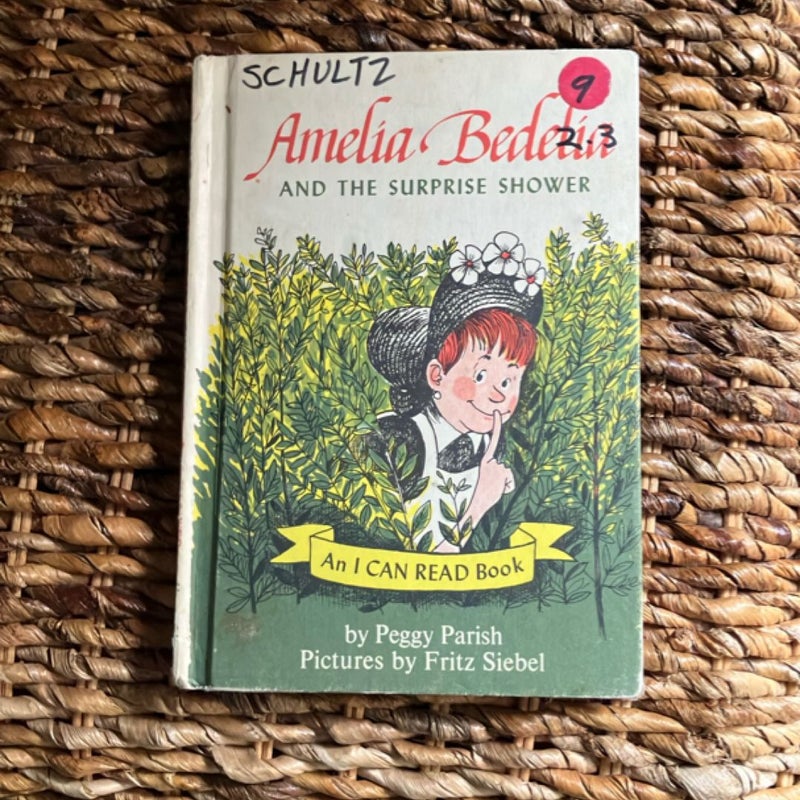 SCHULTZ
9
2.3
Amelia Bedelia
AND THE SURPRISE SHOWER
An I CAN READ Book
by Peggy Parish
Pictures by Fritz Siebel